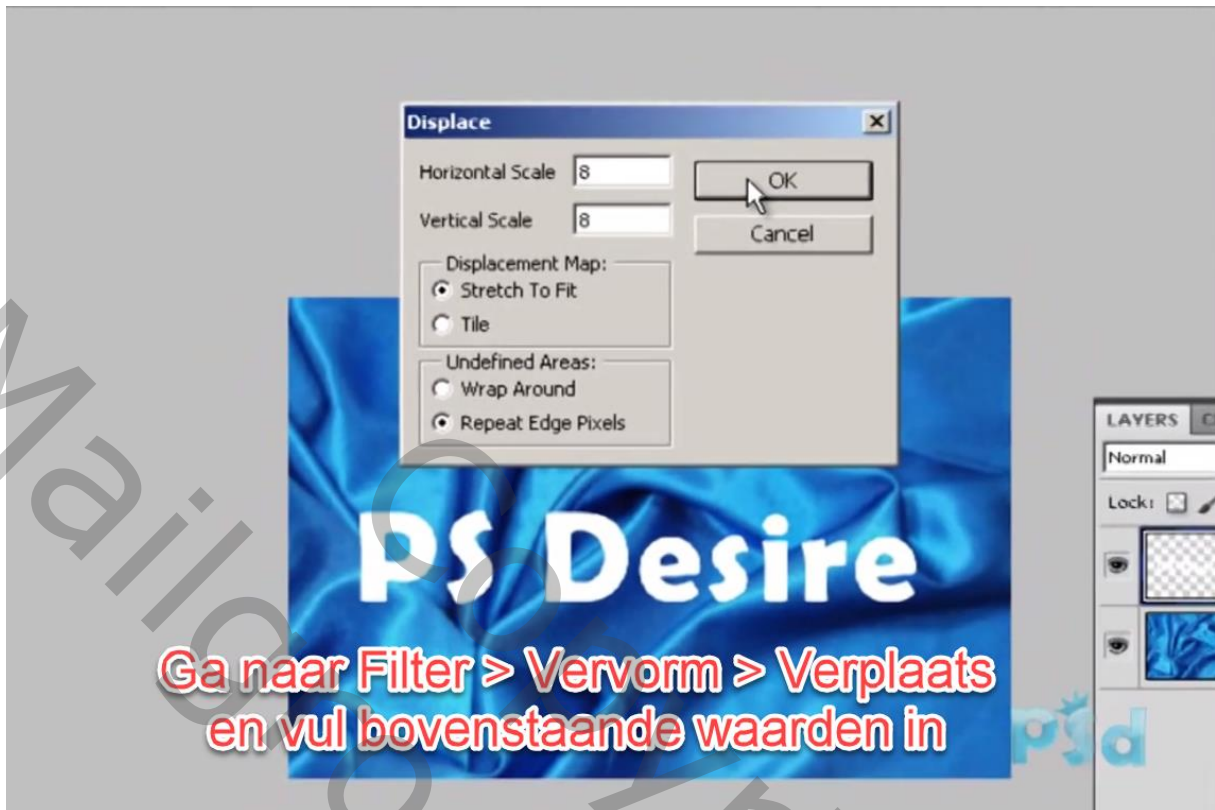 Displace
Horizontal Scale 8
OK
Vertical Scale 8
Cancel
Displacement Map:
Stretch To Fit
Tile
Undefined Areas:
Wrap Around
Repeat Edge Pixels
LAYERS
Normal
Lock:
PS Desire
Ga naar Filter > Vervorm > Verplaats
en vul bovenstaande waarden in
psd